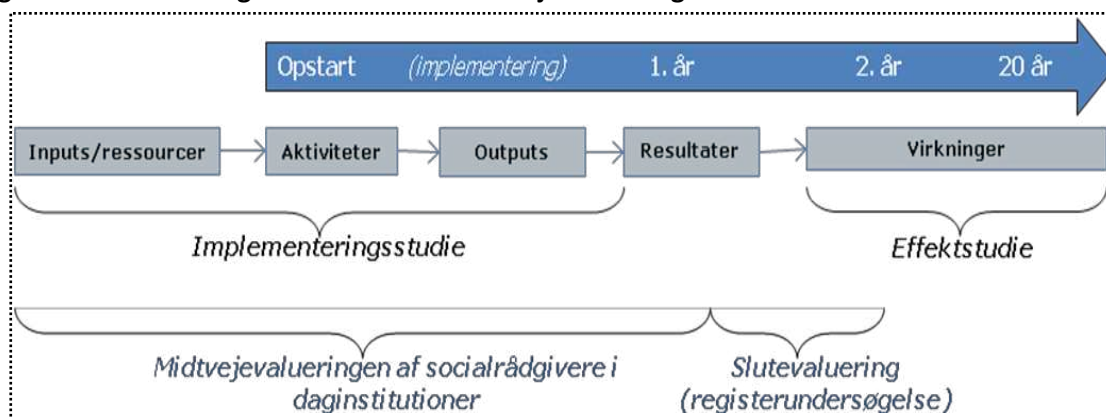 Opstart (implementering) 1. år 2. år 20 år
Inputs/ressourcer Aktiviteter Outputs Resultater Virkninger
Implementeringsstudie Effektstudie
Midtvejevalueringen af socialrådgivere i Slutevaluering
daginstitutioner (registerundersøgelse)